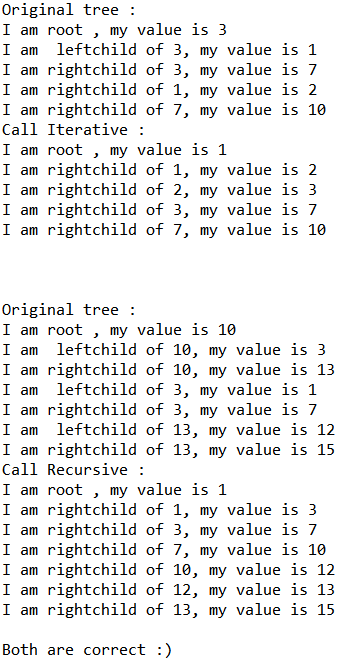 Original tree :
I am root , my value is 3
I am  leftchild of 3, my value is 1
I am rightchild of 3, my value is 7
I am rightchild of 1, my value is 2
I am rightchild of 7, my value is 10
Call Iterative :
I am root , my value is 1
I am rightchild of 1, my value is 2
I am rightchild of 2, my value is 3
I am rightchild of 3, my value is 7
I am rightchild of 7, my value is 10
Original tree :
I am root , my value is 10
I am  leftchild of 10, my value is 3
I am rightchild of 10, my value is 13
I am  leftchild of 3, my value is 1
I am rightchild of 3, my value is 7
I am  leftchild of 13, my value is 12
I am rightchild of 13, my value is 15
Call Recursive :
I am root , my value is 1
I am rightchild of 1, my value is 3
I am rightchild of 3, my value is 7
I am rightchild of 7, my value is 10
I am rightchild of 10, my value is 12
I am rightchild of 12, my value is 13
I am rightchild of 13, my value is 15
Both are correct :)